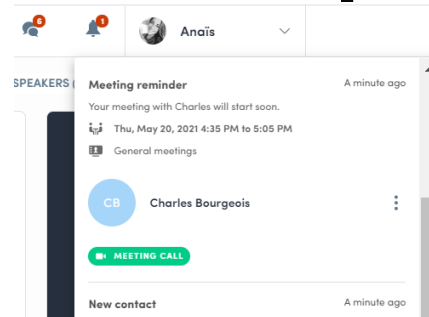 6
1
Anaïs
SPEAKERS (
Meeting reminder
A minute ago
Your meeting with Charles will start soon.
Thu, May 20, 2021 4:35 PM to 5:05 PM
General meetings
CB
Charles Bourgeois
MEETING CALL
New contact
A minute ago